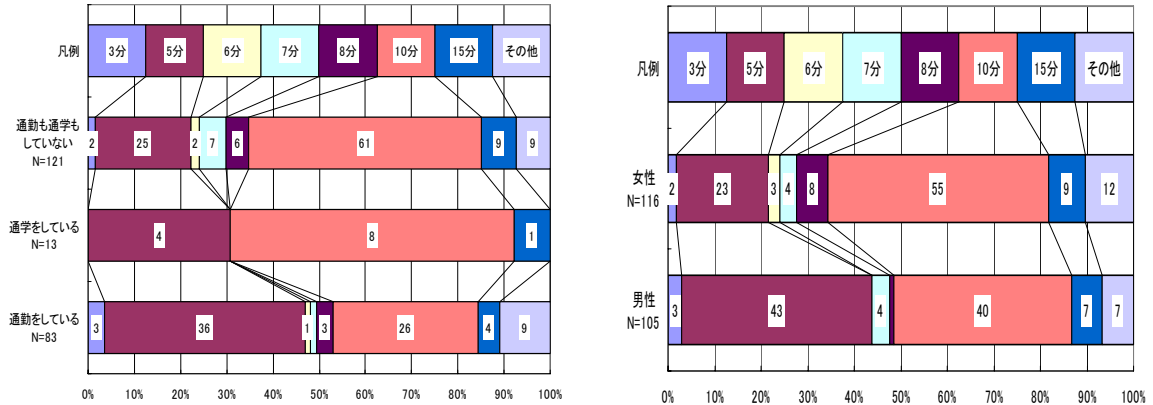 凡例
3分 5分 6分 7分 8分 10分 15分 その他
通勤も通学も
していない
N=121
2 25 2 7 6 61 9 9
通学をしている
N=13
4 8 1
通勤をしている
N=83
3 36 1 3 26 4 9
0% 10% 20% 30% 40% 50% 60% 70% 80% 90% 100%
凡例
3分 5分 6分 7分 8分 10分 15分 その他
女性
N=116
2 23 3 4 8 55 9 12
男性
N=105
3 43 4 40 7 7
0% 10% 20% 30% 40% 50% 60% 70% 80% 90% 100%